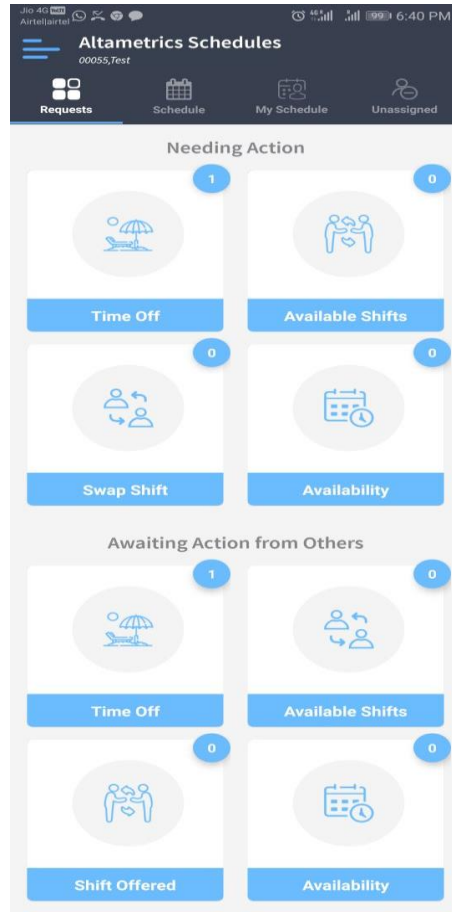 Jio 4G VoLTE
Airtel|airtel
99 6:40 PM
Altametrics Schedules
00055,Test
Requests Schedule My Schedule Unassigned
Needing Action
1 0
Time Off Available Shifts
0 0
Swap Shift Availability
Awaiting Action from Others
1 0
Time Off Available Shifts
0 0
Shift Offered Availability